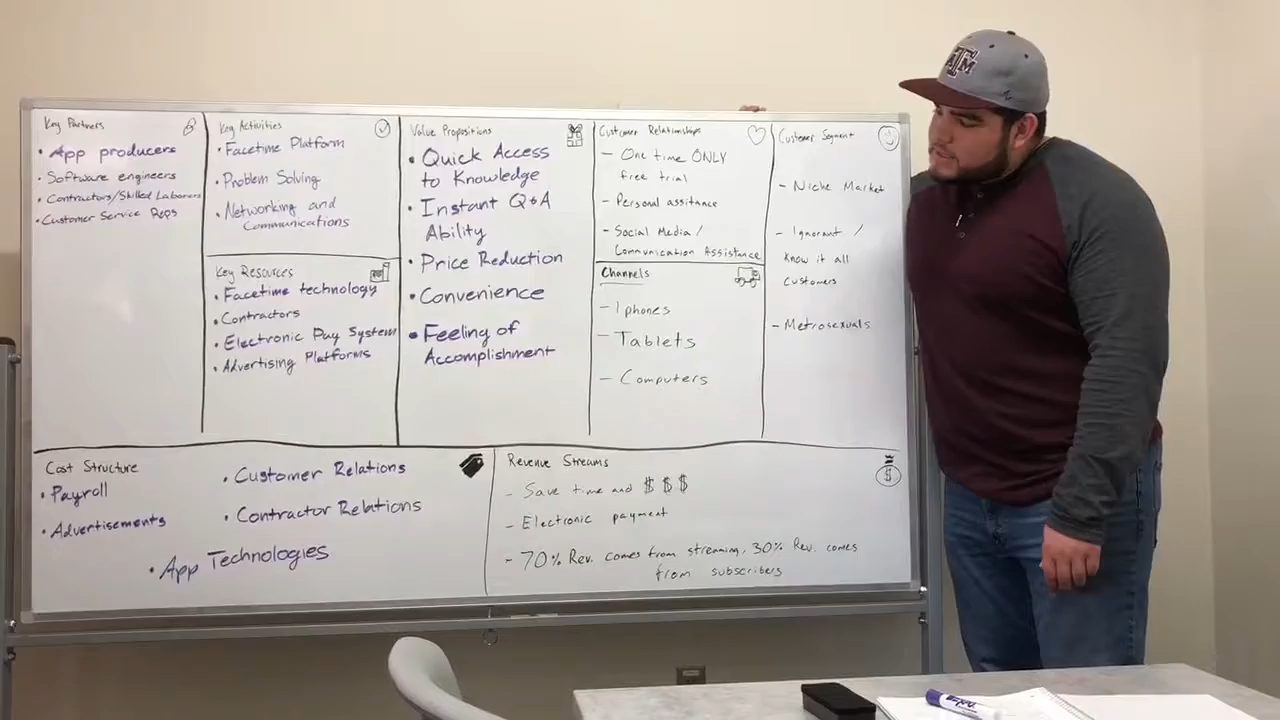 Key Partners
• App producers
• Software engineers
• Contractors/Skilled Laborers
• Customer Service Reps
Key Activities
• Facetime Platform
• Problem Solving
• Networking and
Communications
Key Resources
• Facetime technology
• Contractors
• Electronic Pay System
• Advertising Platforms
Value Propositions
• Quick Access
to Knowledge
• Instant Q+A
Ability
• Price Reduction
• Convenience
• Feeling of
Accomplishment
Customer Relationships
- One time ONLY
free trial
- Personal assitance
- Social Media /
Communication Assistance
Channels
- Iphones
- Tablets
- Computers
Customer Segment
- Niche Market
- Ignorant /
Know it all
customers
- Metrosexuals
Cost Structure
• Payroll
• Advertisements
• Customer Relations
• Contractor Relations
• App Technologies
Revenue Streams
- Save time and $ $ $
- Electronic payment
- 70% Rev. comes from streaming, 30% Rev. comes
from subscribers
$
ATM